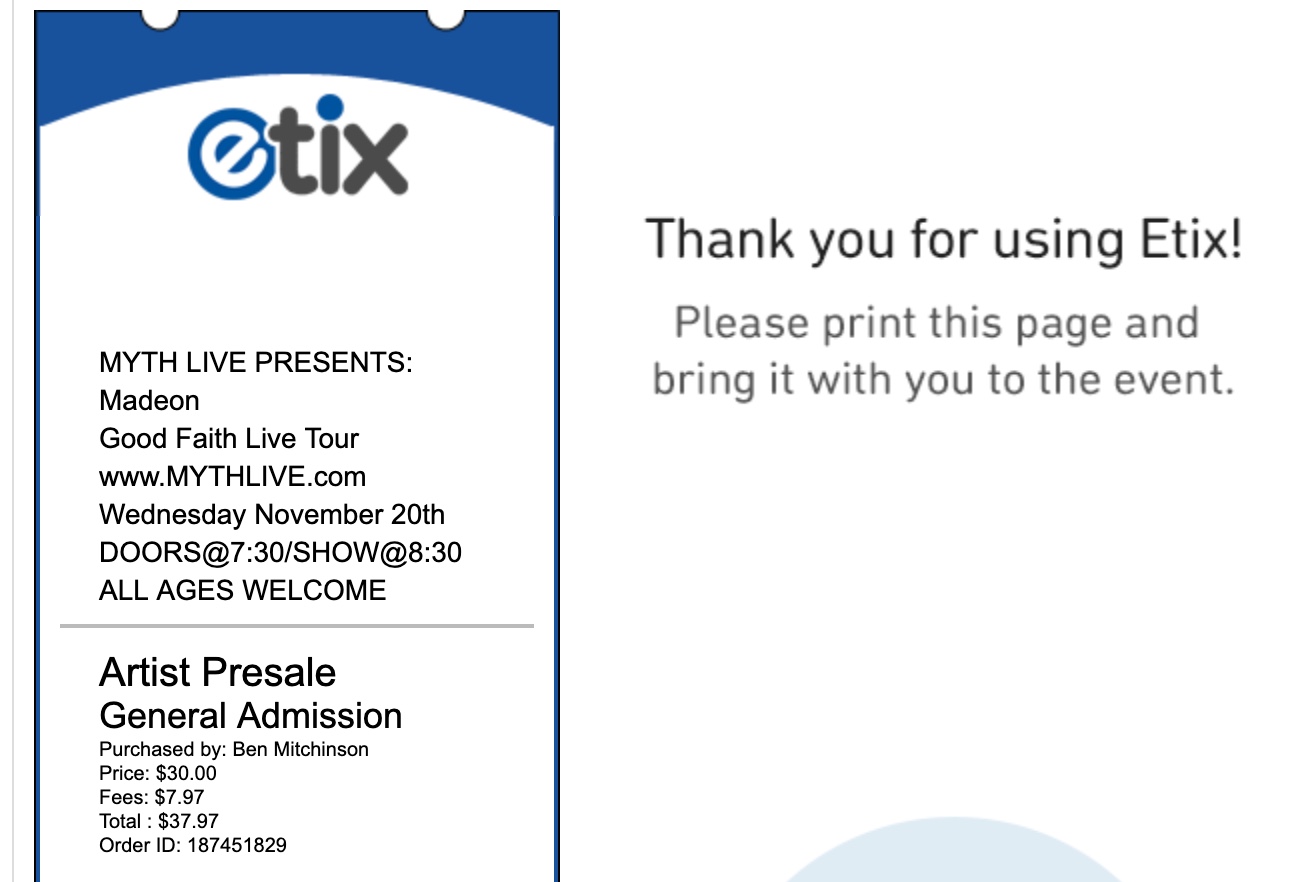 etix
MYTH LIVE PRESENTS:
Madeon
Good Faith Live Tour
www.MYTHLIVE.com
Wednesday November 20th
DOORS@7:30/SHOW@8:30
ALL AGES WELCOME
Artist Presale
General Admission
Purchased by: Ben Mitchinson
Price: $30.00
Fees: $7.97
Total : $37.97
Order ID: 187451829
Thank you for using Etix!
Please print this page and
bring it with you to the event.